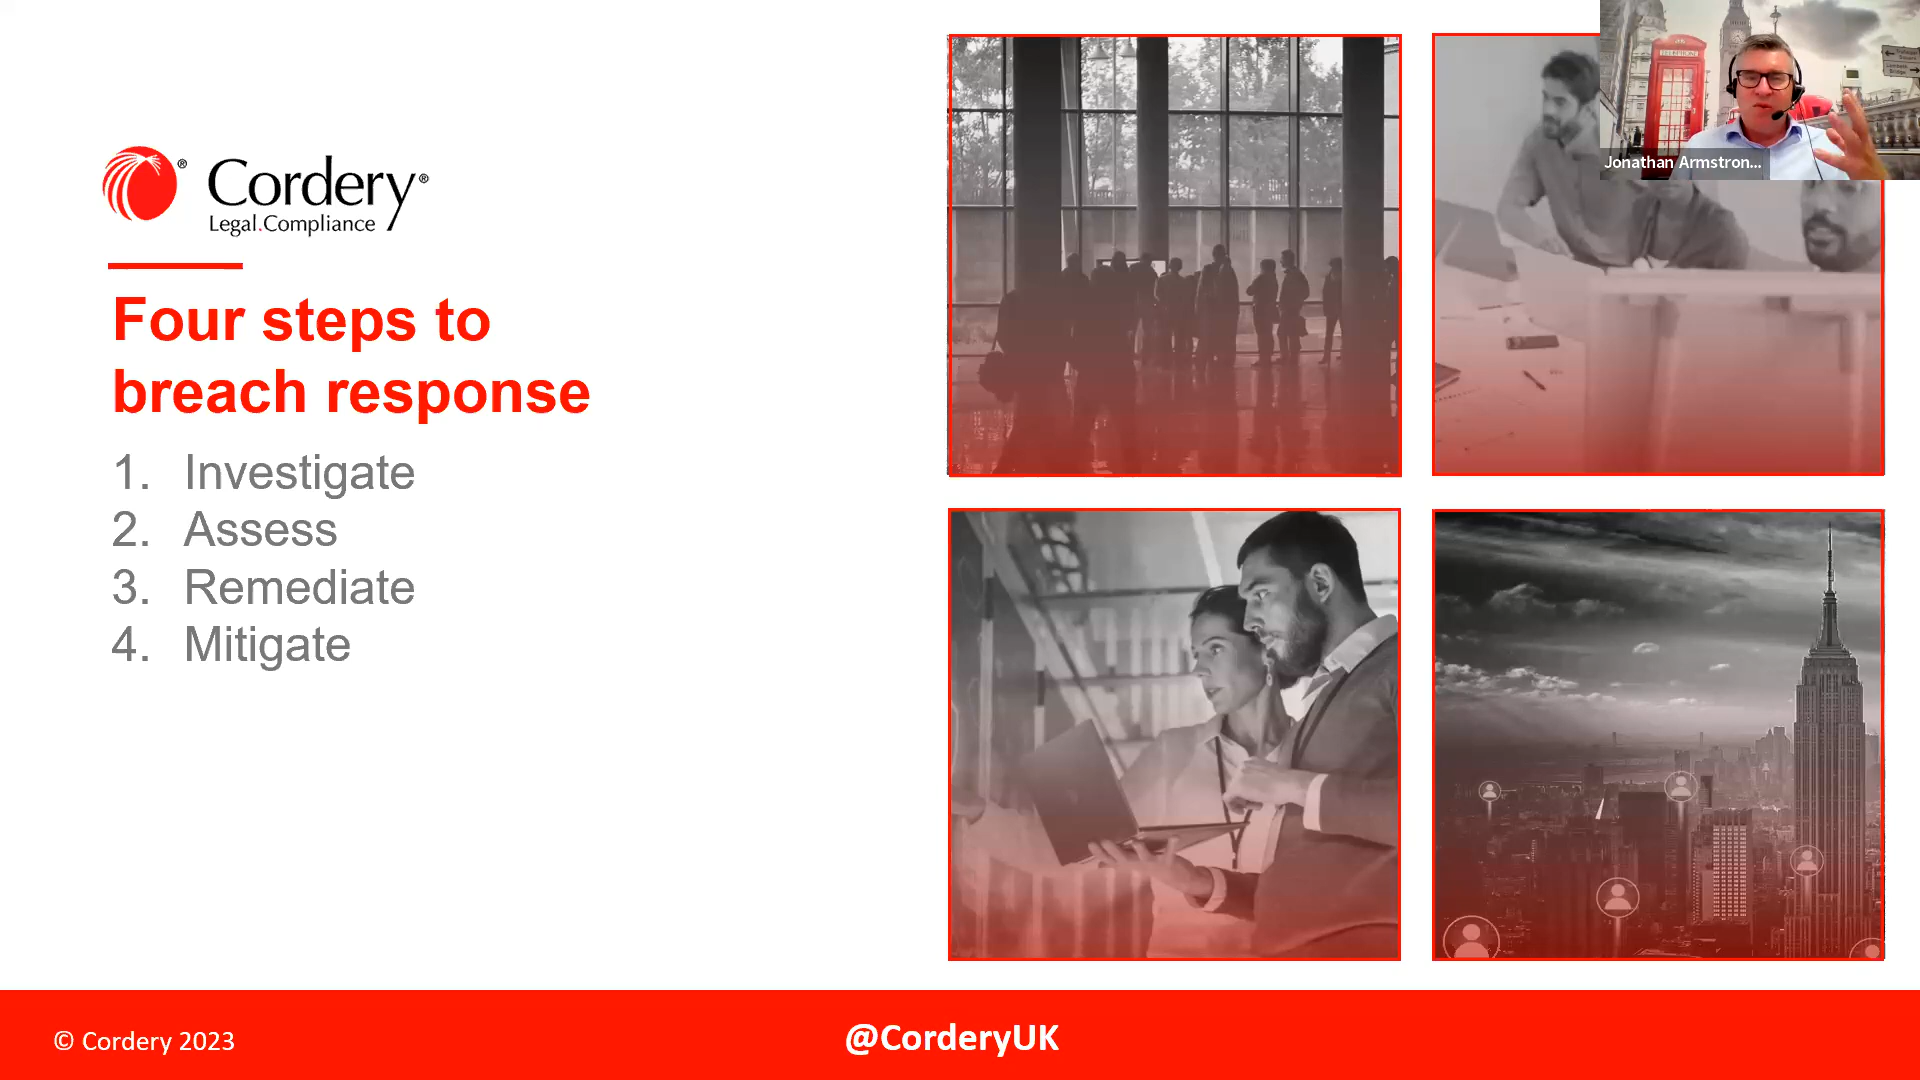 Cordery®
Legal.Compliance
Four steps to
breach response
1. Investigate
2. Assess
3. Remediate
4. Mitigate
TELEPHONE
Jonathan Armstron...
© Cordery 2023
@CorderyUK